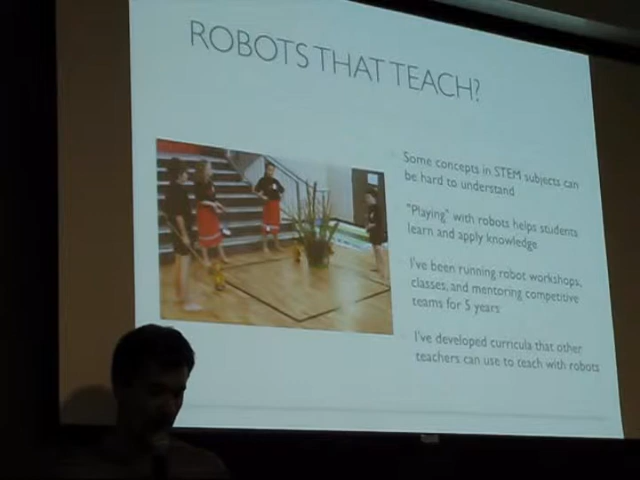 ROBOTS THAT TEACH?
Some concepts in STEM subjects can
be hard to understand
"Playing" with robots helps students
learn and apply knowledge
I've been running robot workshops,
classes, and mentoring competitive
teams for 5 years
I've developed curricula that other
teachers can use to teach with robots